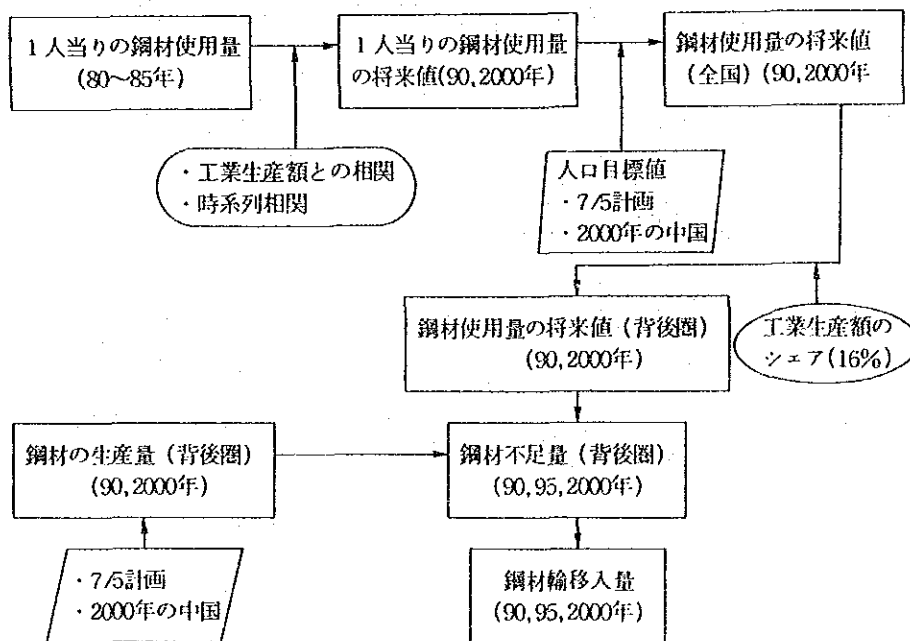 1人当りの鋼材使用量
(80~85年)
1人当りの鋼材使用量
の将来値(90,2000年)
鋼材使用量の将来値
(全国) (90,2000年
・工業生産額との相関
・時系列相関
人口目標値
・7/5計画
・2000年の中国
鋼材使用量の将来値 (背後圏)
(90,2000年)
工業生産額の
シェア(16%)
鋼材の生産量 (背後圏)
(90,2000年)
鋼材不足量 (背後圏)
(90,95,2000年)
・7/5計画
・2000年の中国
鋼材輸移入量
(90,95,2000年)